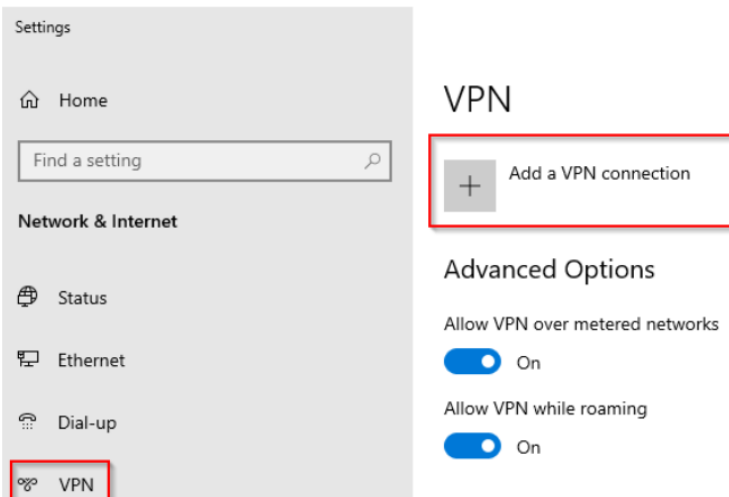 Settings
Home
Find a setting
Network & Internet
Status
Ethernet
Dial-up
VPN
VPN
Add a VPN connection
Advanced Options
Allow VPN over metered networks
On
Allow VPN while roaming
On